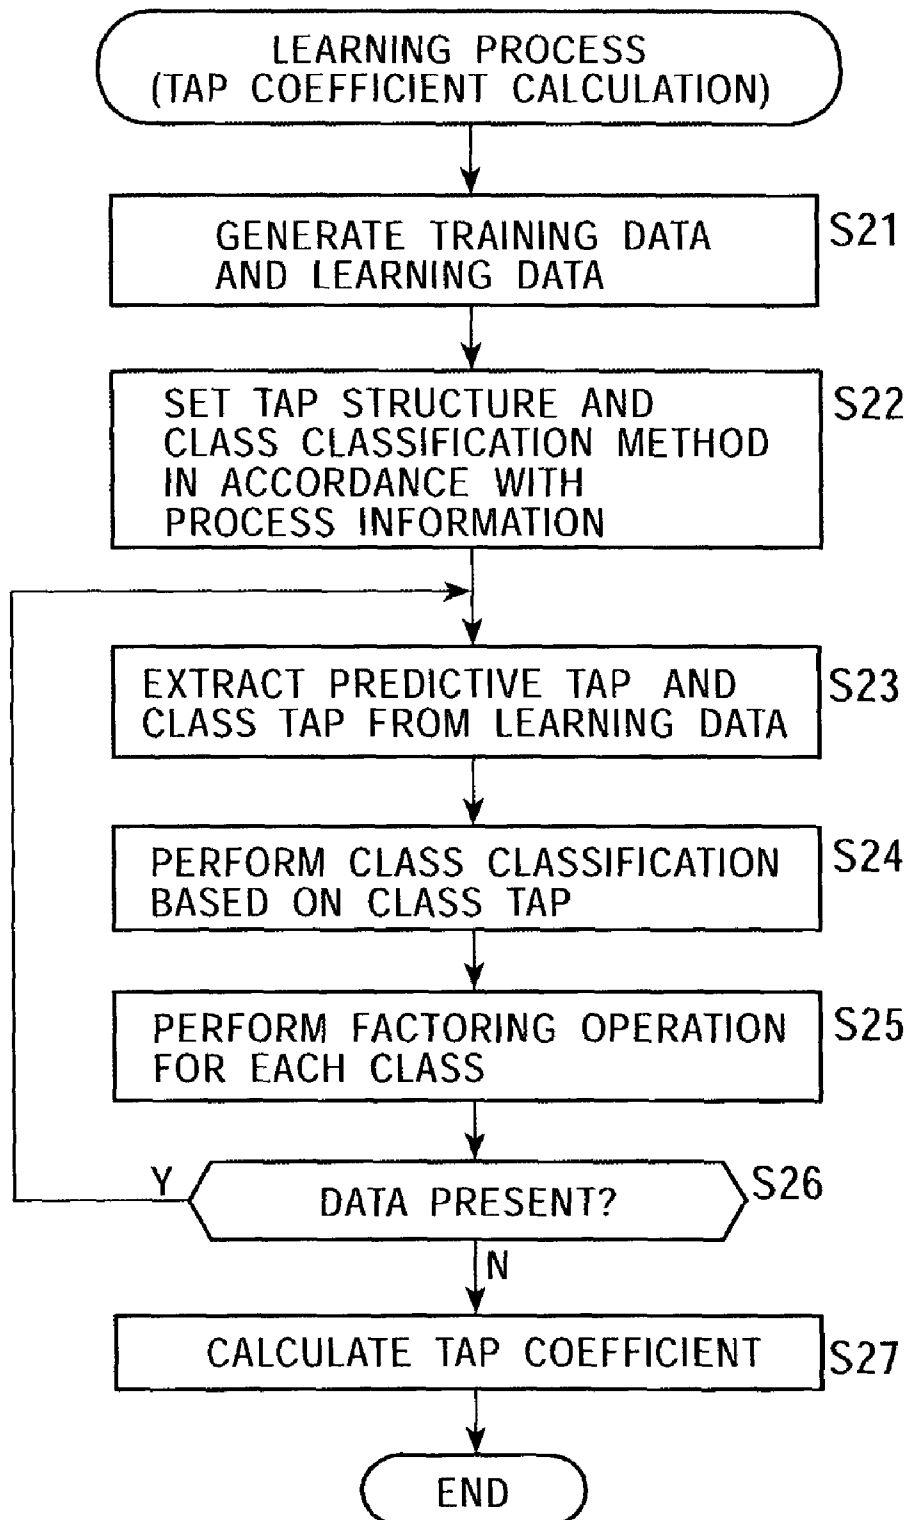 LEARNING PROCESS
(TAP COEFFICIENT CALCULATION)
GENERATE TRAINING DATA
AND LEARNING DATA
S21
SET TAP STRUCTURE AND
CLASS CLASSIFICATION METHOD
IN ACCORDANCE WITH
PROCESS INFORMATION
S22
EXTRACT PREDICTIVE TAP AND
CLASS TAP FROM LEARNING DATA
S23
PERFORM CLASS CLASSIFICATION
BASED ON CLASS TAP
S24
PERFORM FACTORING OPERATION
FOR EACH CLASS
S25
Y
DATA PRESENT?
S26
N
CALCULATE TAP COEFFICIENT
S27
END